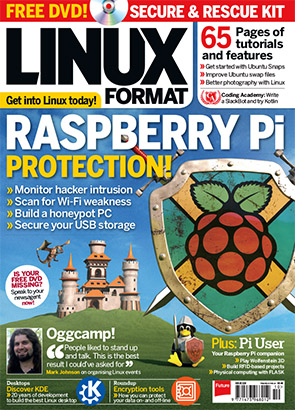 FREE DVD! SECURE & RESCUE KIT
LINUX
FORMAT
Get into Linux today!
65 Pages of
tutorials
and features
» Get started with Ubuntu Snaps
» Improve Ubuntu swap files
» Better photography with Linux
Coding Academy: Write
a SlackBot and try Kotlin
RASPBERRY Pi
PROTECTION!
» Monitor hacker intrusion
» Scan for Wi-Fi weakness
» Build a honeypot PC
» Secure your USB storage
IS YOUR
FREE DVD
MISSING?
Speak to your
newsagent
now!
Oggcamp!
“People liked to stand up
and talk. This is the best
result I could've asked for”
Mark Johnson on organising Linux events
Plus: Pi User
Your Raspberry Pi companion
» Play Wolfenstein 3D
» Build RFID-based projects
» Physical computing with FLASK
Desktops
Discover KDE
» 20 years of development
to build the Linux desktop
Roundup
Encryption tools
» How you can protect
your data on- and off-line
Future